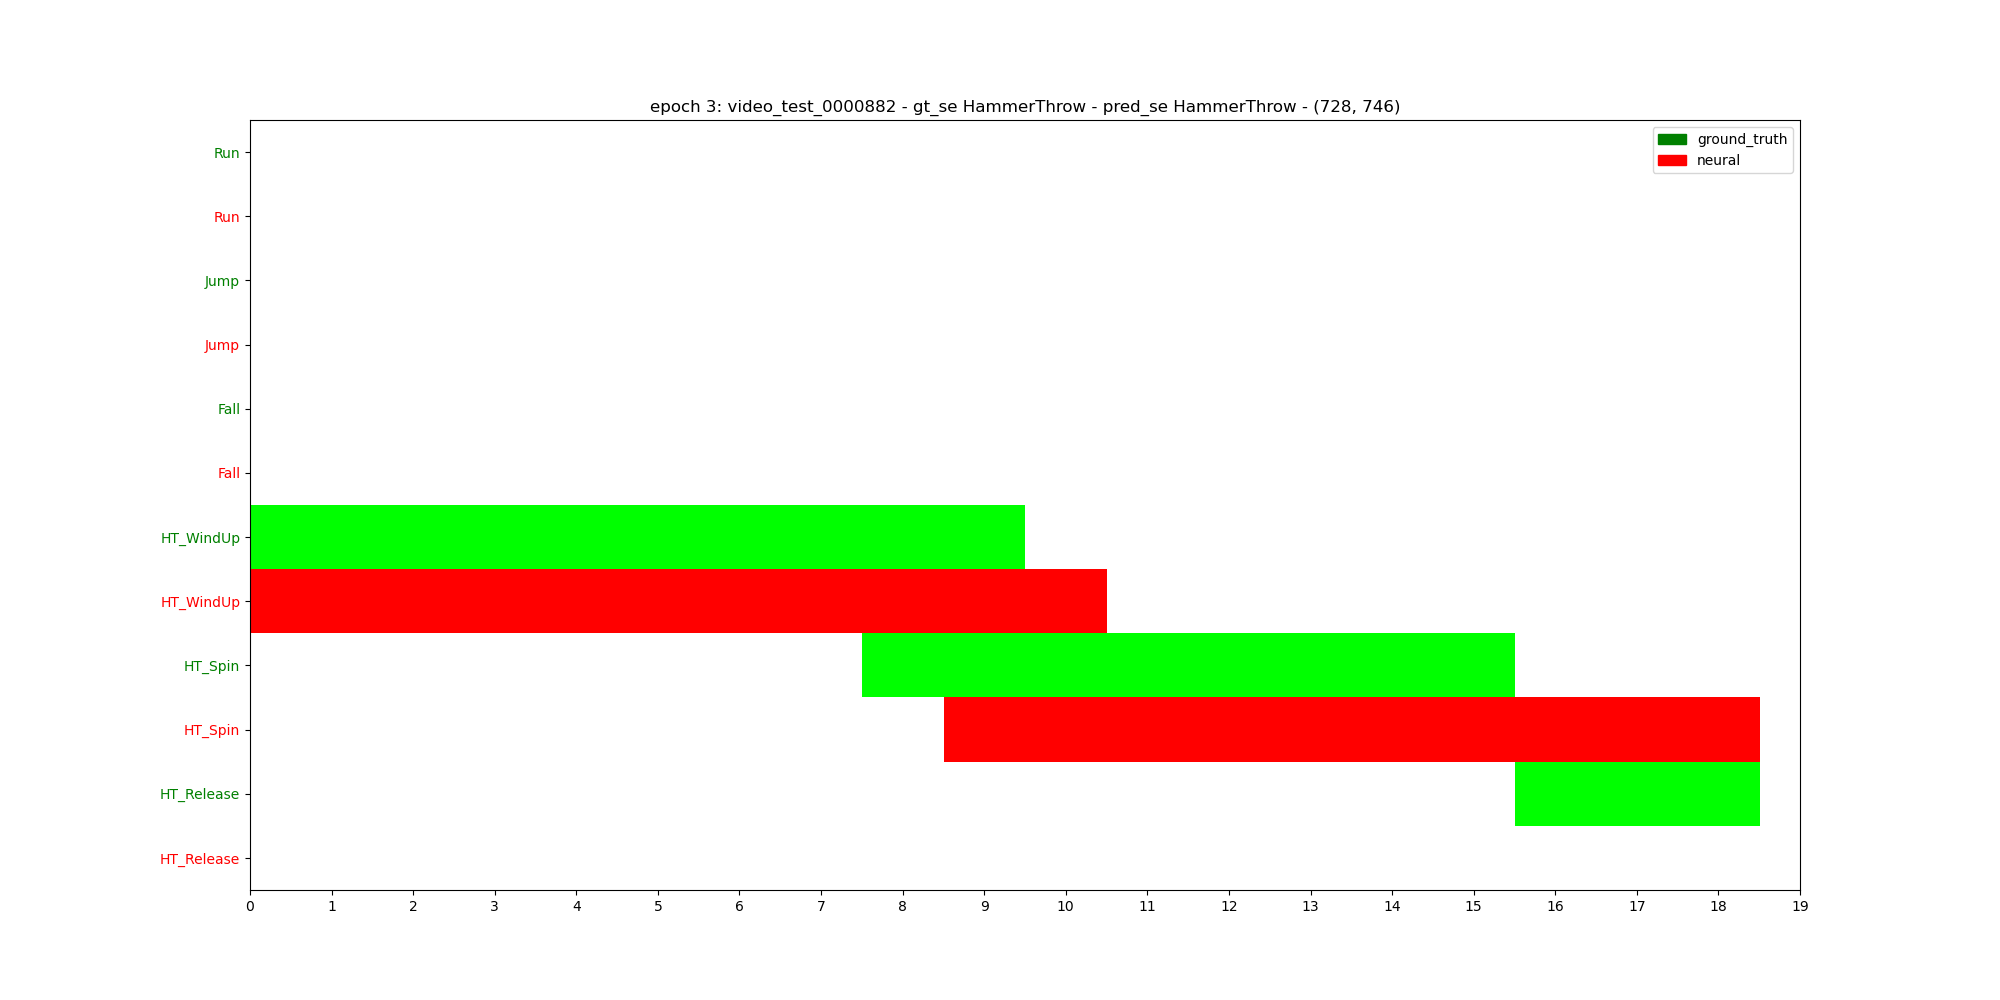 epoch 3: video_test_0000882 - gt_se HammerThrow - pred_se HammerThrow - (728, 746)
ground_truth
neural
Run
Run
Jump
Jump
Fall
Fall
HT_WindUp
HT_WindUp
HT_Spin
HT_Spin
HT_Release
HT_Release
0 1 2 3 4 5 6 7 8 9 10 11 12 13 14 15 16 17 18 19